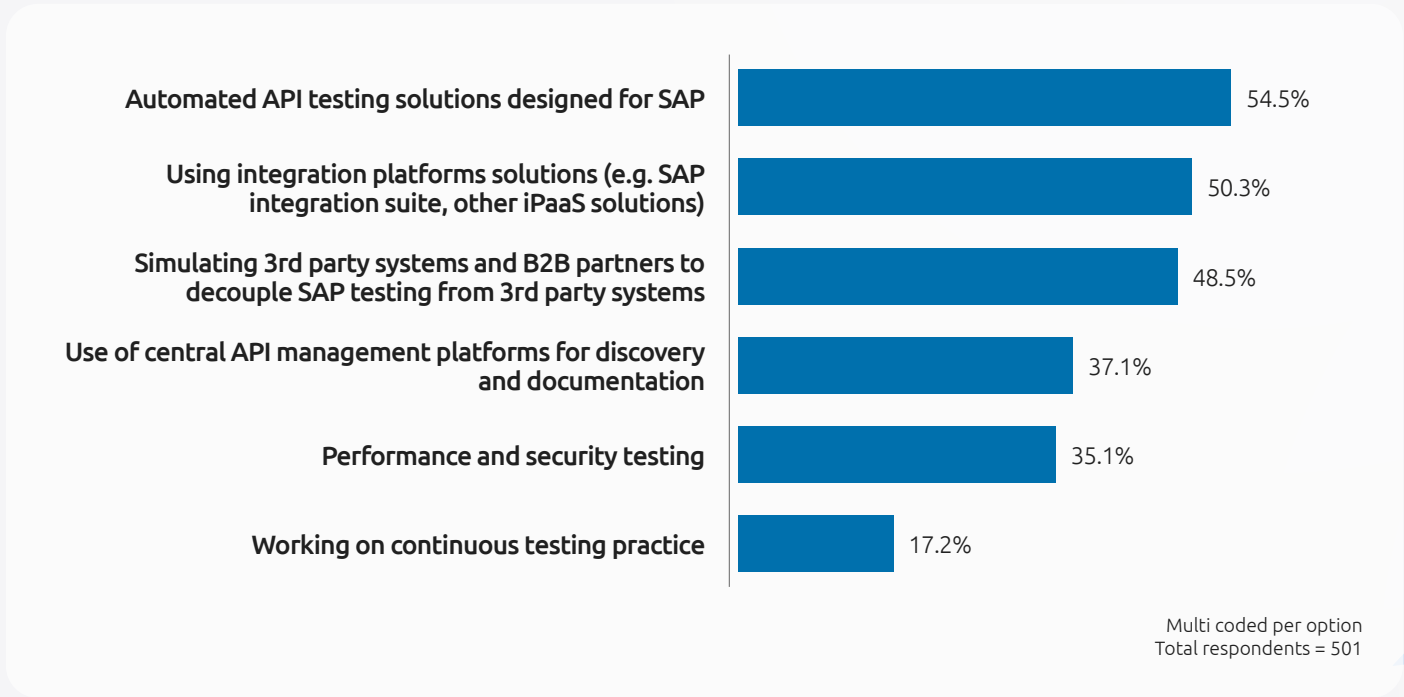 Automated API testing solutions designed for SAP
54.5%
Using integration platforms solutions (e.g. SAP
integration suite, other iPaaS solutions)
50.3%
Simulating 3rd party systems and B2B partners to
decouple SAP testing from 3rd party systems
48.5%
Use of central API management platforms for discovery
and documentation
37.1%
Performance and security testing
35.1%
Working on continuous testing practice
17.2%
Multi coded per option
Total respondents = 501